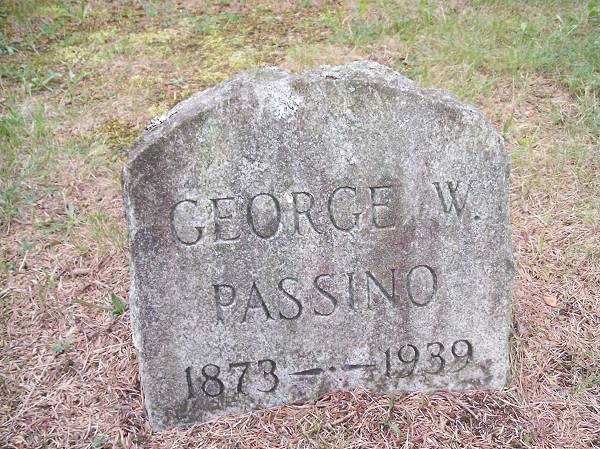 GEORGE W.
PASSINO
1873 —·— 1939